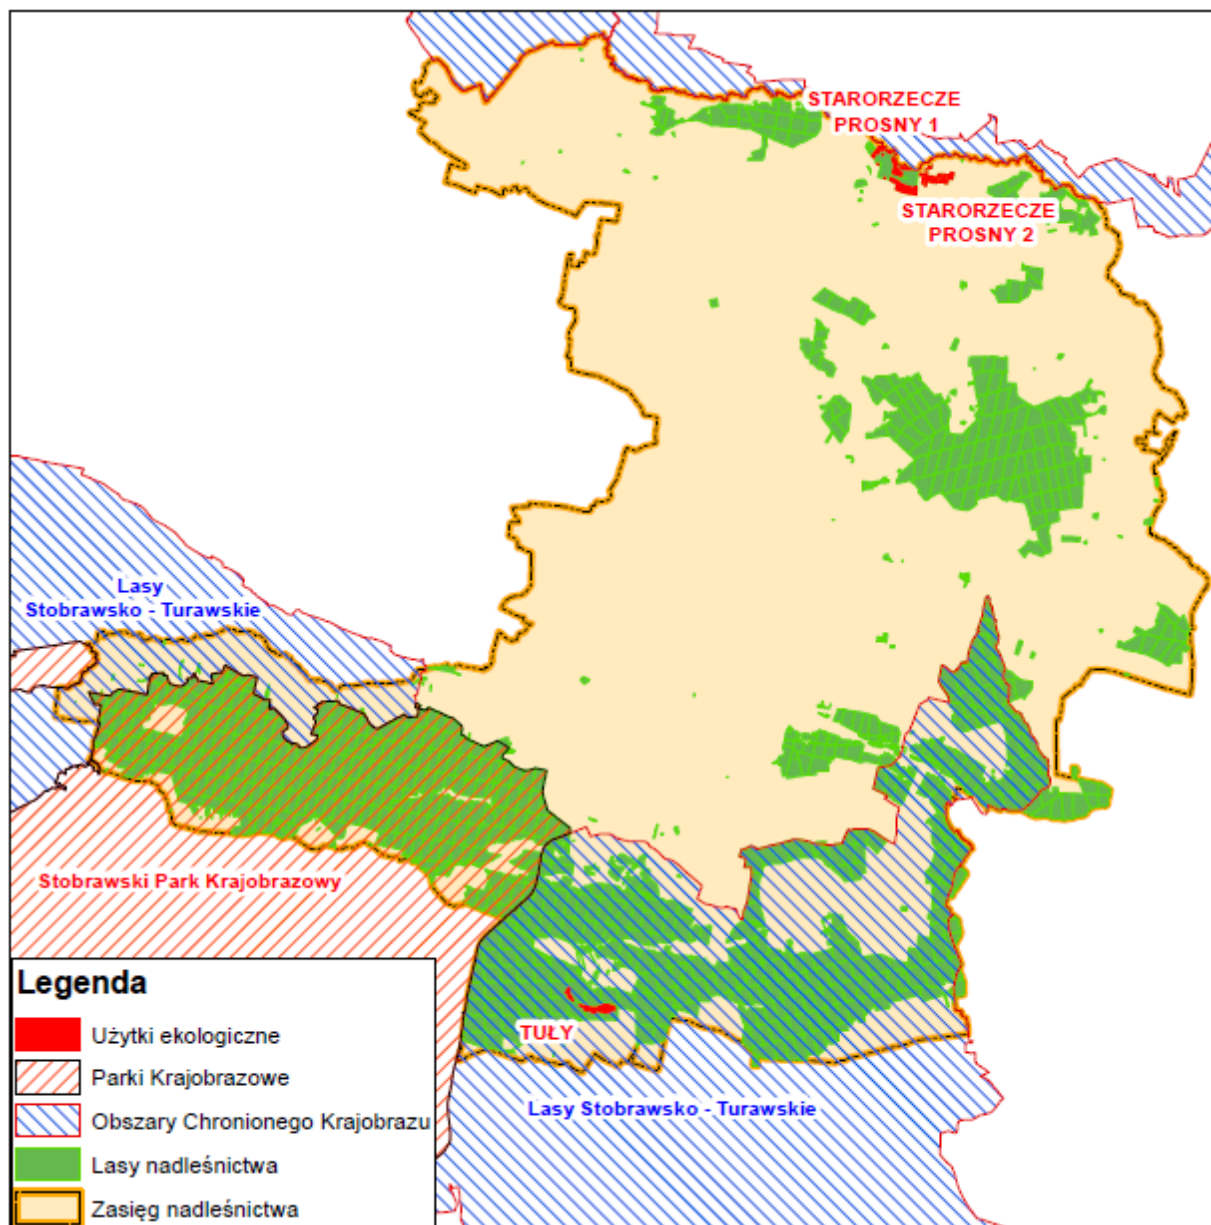 STARORZECZE
PROSNY 1
STARORZECZE
PROSNY 2
Lasy
Stobrawsko - Turawskie
Stobrawski Park Krajobrazowy
TUŁY
Lasy Stobrawsko - Turawskie
Legenda
Użytki ekologiczne
Parki Krajobrazowe
Obszary Chronionego Krajobrazu
Lasy nadleśnictwa
Zasięg nadleśnictwa